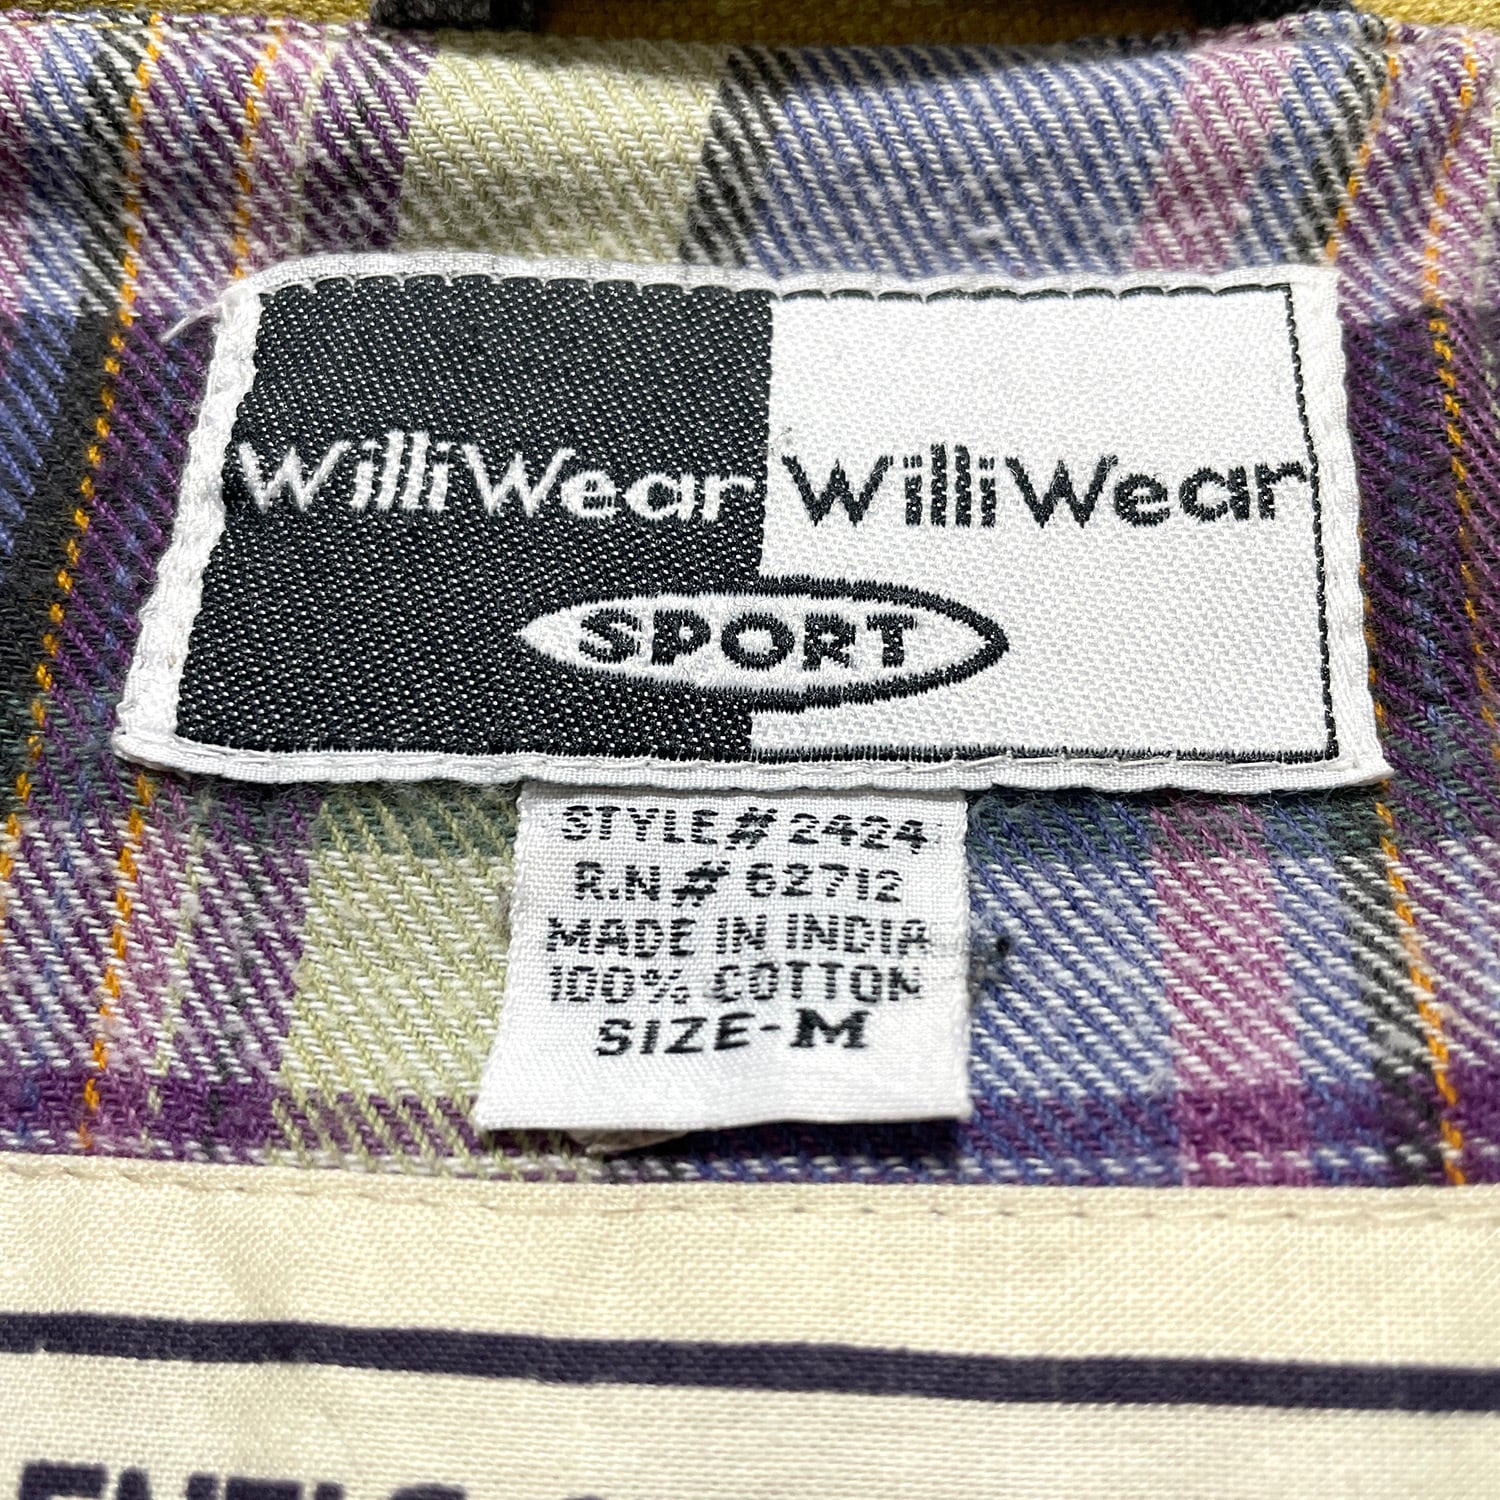 WilliWear WilliWear
SPORT
STYLE# 2424
R.N# 62712
MADE IN INDIA
100% COTTON
SIZE-M